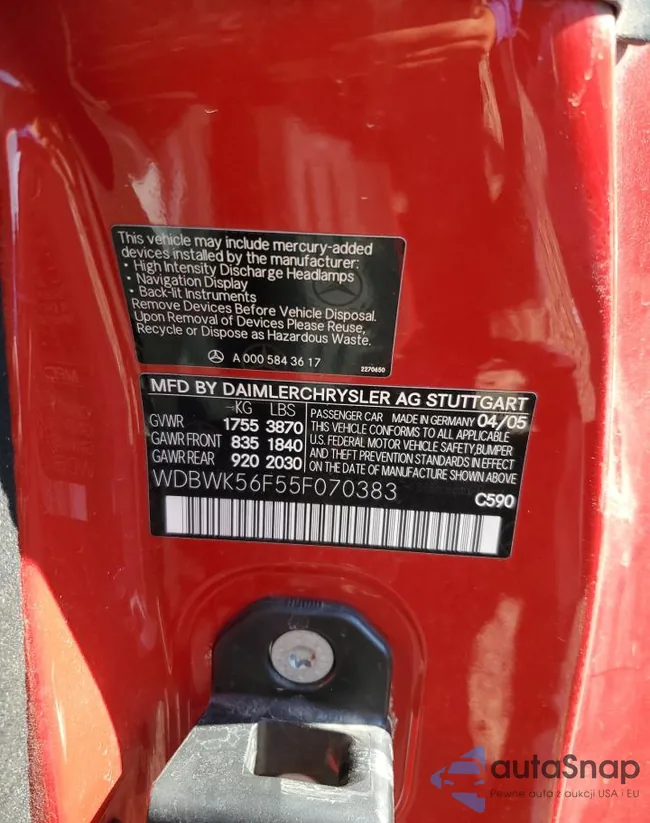 This vehicle may include mercury-added
devices installed by the manufacturer:
• High Intensity Discharge Headlamps
• Navigation Display
• Back-lit Instruments
Remove Devices Before Vehicle Disposal.
Upon Removal of Devices Please Reuse,
Recycle or Dispose as Hazardous Waste.
A 000 584 36 17
2270650
MFD BY DAIMLERCHRYSLER AG STUTTGART
KG LBS
GVWR 1755 3870
GAWR FRONT 835 1840
GAWR REAR 920 2030
PASSENGER CAR MADE IN GERMANY 04/05
THIS VEHICLE CONFORMS TO ALL APPLICABLE
U.S. FEDERAL MOTOR VEHICLE SAFETY,BUMPER
AND THEFT PREVENTION STANDARDS IN EFFECT
ON THE DATE OF MANUFACTURE SHOWN ABOVE
WDBWK56F55F070383
C590
autaSnap
Pewne auta z aukcji USA i EU